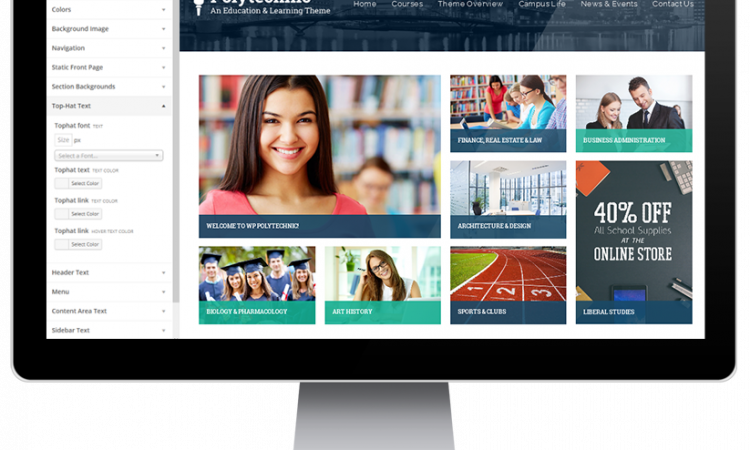 Colors
Background Image
Navigation
Static Front Page
Section Backgrounds
Top-Hat Text
Tophat font TEXT
Size px
Select a Font...
Tophat text TEXT COLOR
Select Color
Tophat link TEXT COLOR
Select Color
Tophat link HOVER TEXT COLOR
Select Color
Header Text
Menu
Content Area Text
Sidebar Text
Polytechnic
An Education & Learning Theme
Home Courses Theme Overview Campus Life News & Events Contact Us
WELCOME TO WP POLYTECHNIC!
FINANCE, REAL ESTATE & LAW
BUSINESS ADMINISTRATION
ARCHITECTURE & DESIGN
40% OFF
All School Supplies
AT THE
ONLINE STORE
BIOLOGY & PHARMACOLOGY
ART HISTORY
SPORTS & CLUBS
1 2 3
LIBERAL STUDIES